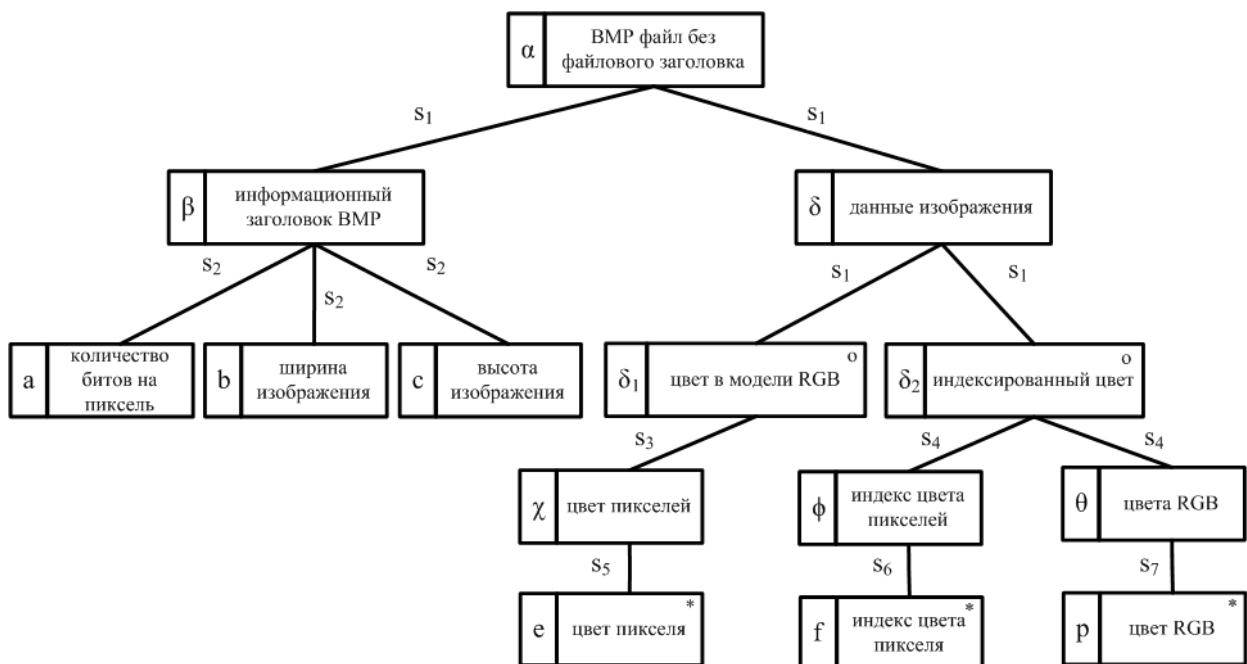 α
BMP файл без
файлового заголовка
s₁
s₁
β
информационный
заголовок BMP
δ
данные изображения
s₂
s₂
s₂
s₁
s₁
a
количество
битов на
пиксель
b
ширина
изображения
c
высота
изображения
δ₁
цвет в модели RGB
o
δ₂
индексированный цвет
o
s₃
s₄
s₄
χ
цвет пикселей
ϕ
индекс цвета
пикселей
θ
цвета RGB
s₅
s₆
s₇
e
цвет пикселя
*
f
индекс цвета
пикселя
*
p
цвет RGB
*